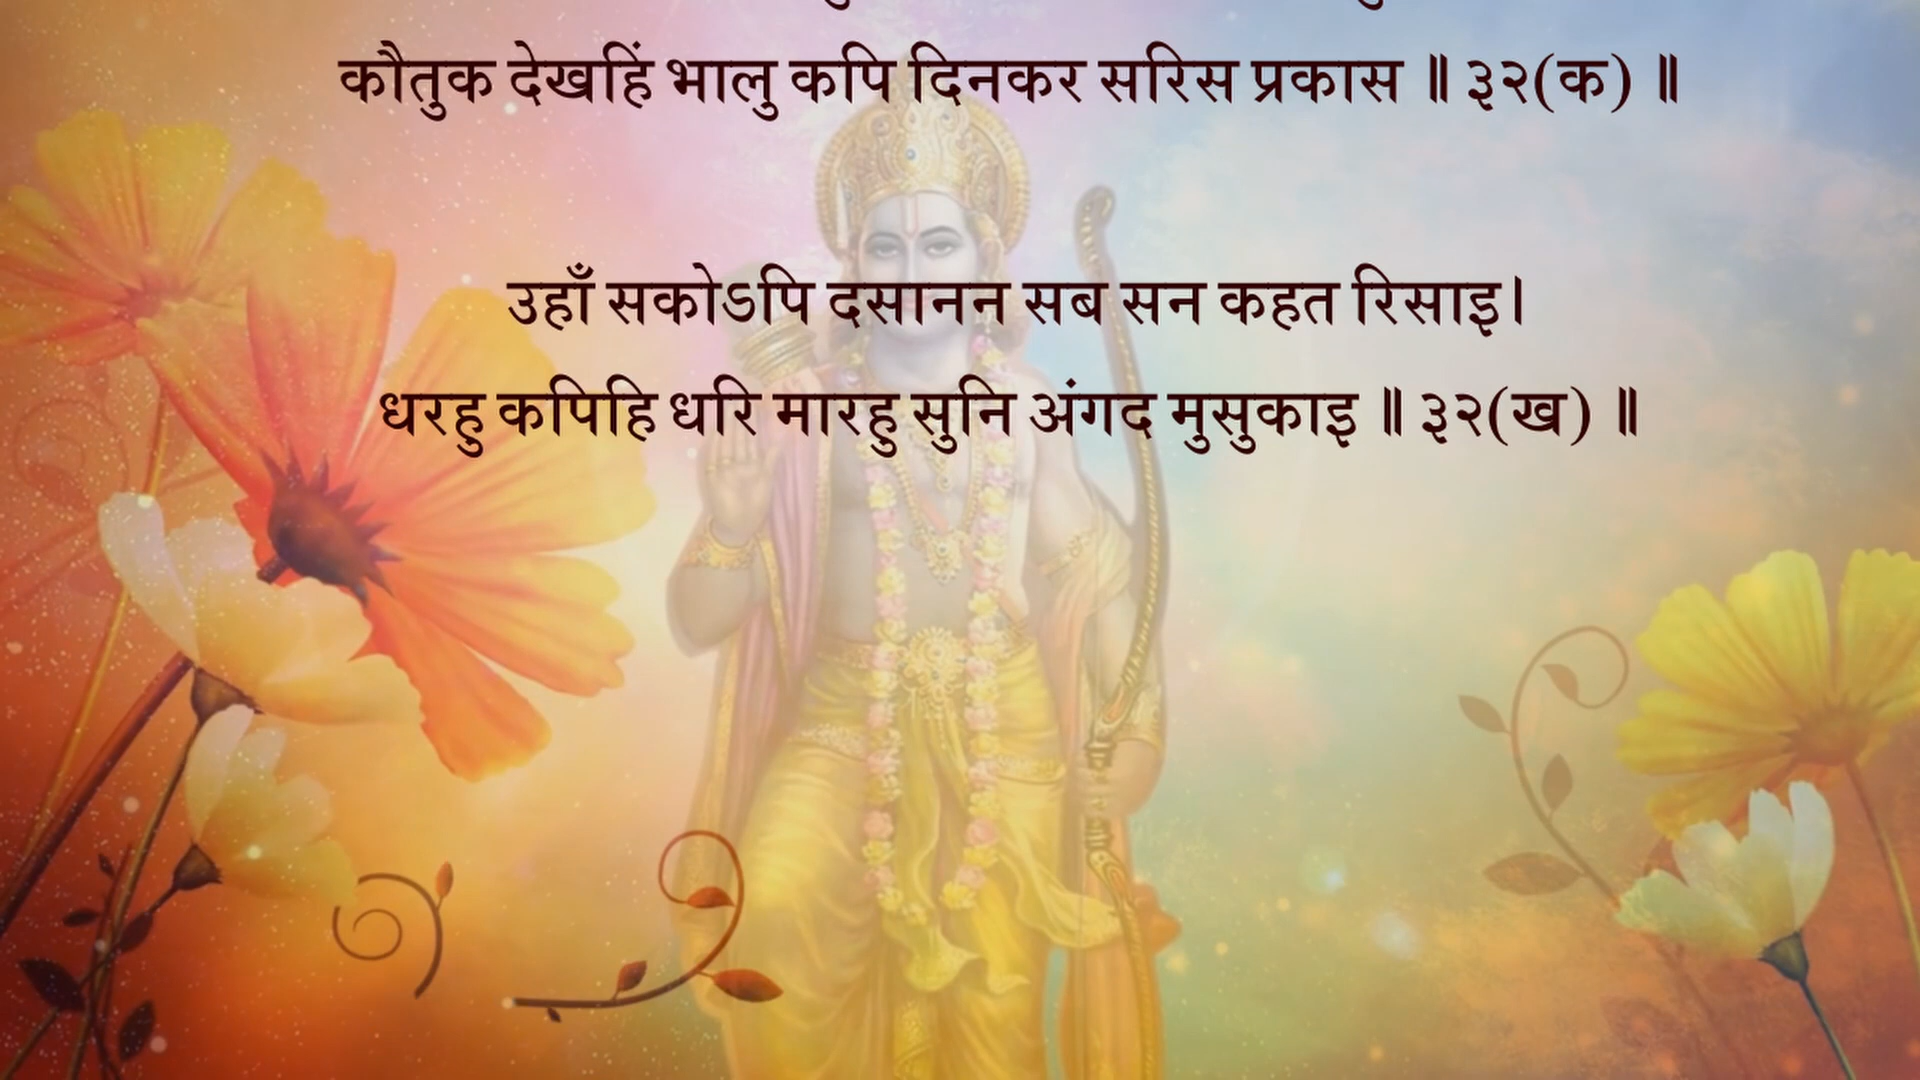 कौतुक देखहिं भालु कपि दिनकर सरिस प्रकास ॥ ३२(क) ॥
उहाँ सकोऽपि दसानन सब सन कहत रिसाइ।
धरहु कपिहि धरि मारहु सुनि अंगद मुसुकाइ ॥ ३२(ख) ॥